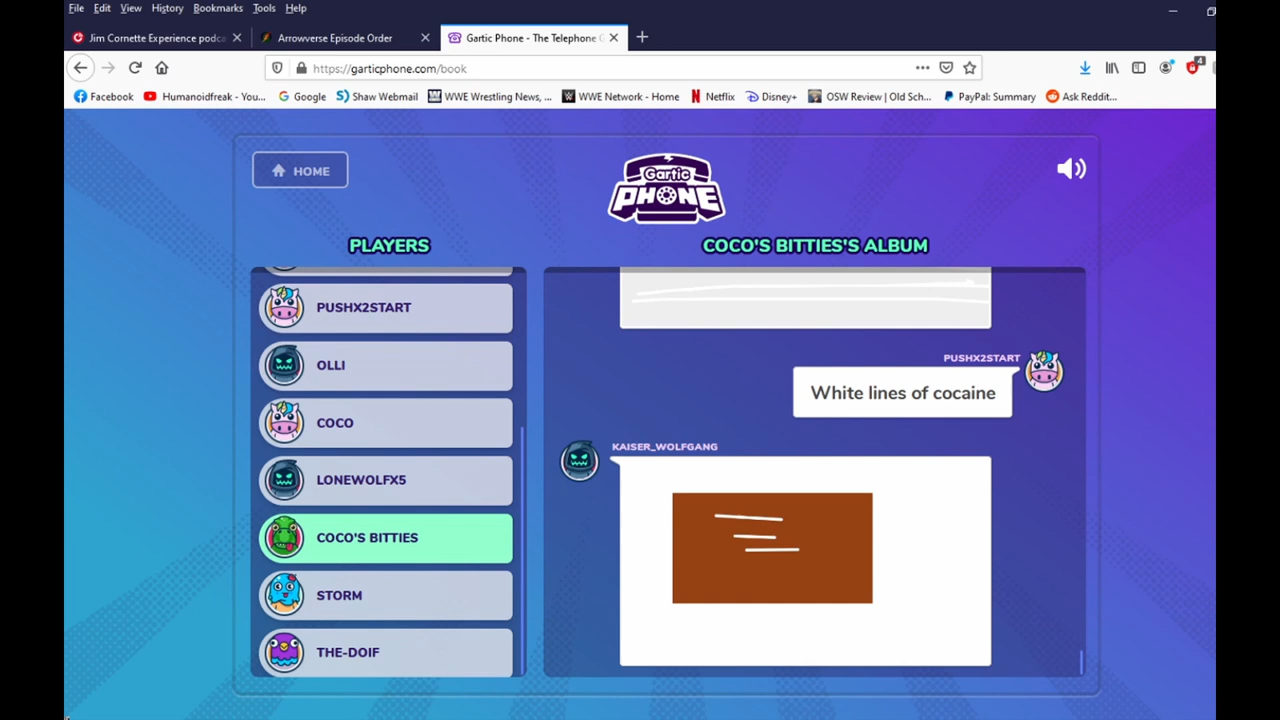 File Edit View History Bookmarks Tools Help
Jim Cornette Experience podca
Arrowverse Episode Order
Gartic Phone - The Telephone G
https://garticphone.com/book
4
Facebook
Humanoidfreak - You...
Google
Shaw Webmail
WWE Wrestling News, ...
WWE Network - Home
Netflix
Disney+
OSW Review | Old Sch...
PayPal: Summary
Ask Reddit...
HOME
Gartic
PHONE
PLAYERS
COCO'S BITTIES'S ALBUM
PUSHX2START
OLLI
COCO
LONEWOLFX5
COCO'S BITTIES
STORM
THE-DOIF
PUSHX2START
White lines of cocaine
KAISER_WOLFGANG